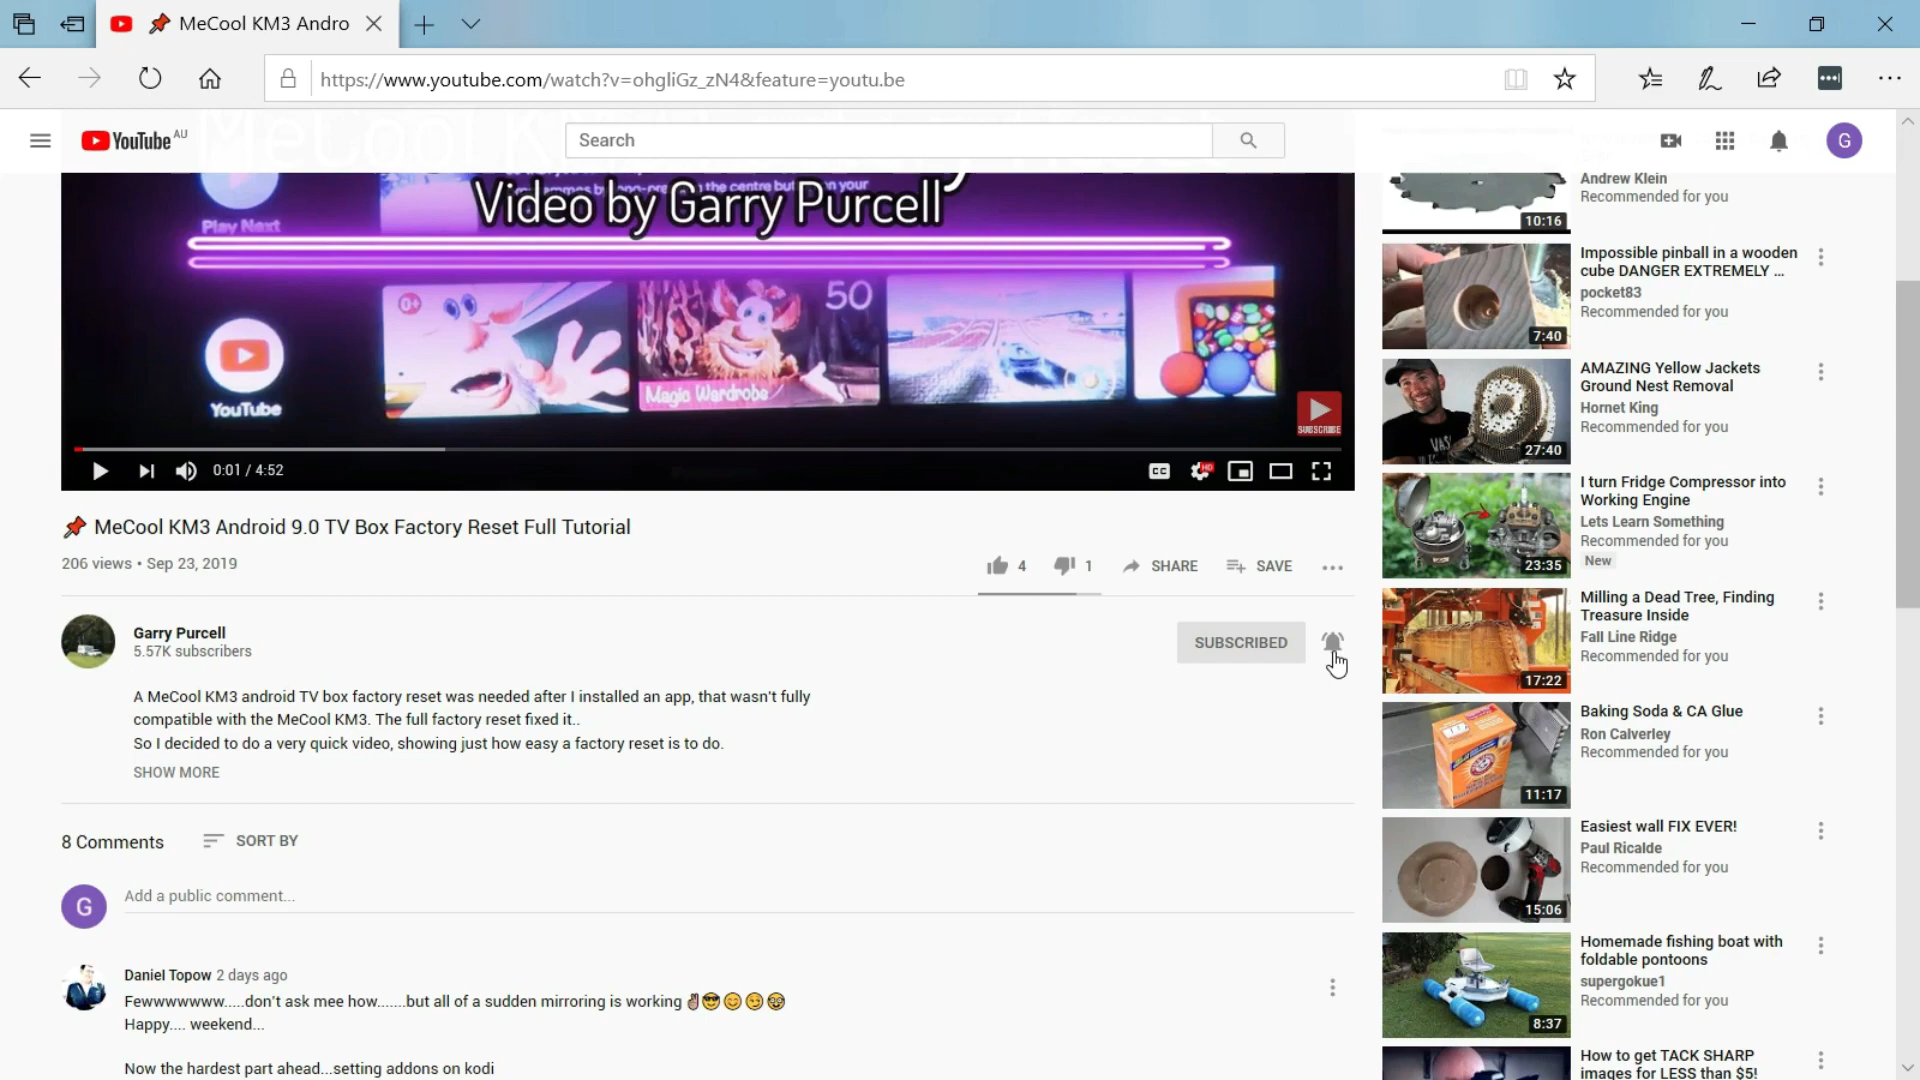 MeCool KM3 Andro
https://www.youtube.com/watch?v=ohgliGz_zN4&feature=youtu.be
YouTube AU
Search
G
Video by Garry Purcell
Play Next
0+
50
Magic Wardrobe
YouTube
SUBSCRIBE
0:01 / 4:52
CC
HD
📌 MeCool KM3 Android 9.0 TV Box Factory Reset Full Tutorial
206 views • Sep 23, 2019
4
1
SHARE
SAVE
Garry Purcell
5.57K subscribers
SUBSCRIBED
A MeCool KM3 android TV box factory reset was needed after I installed an app, that wasn't fully
compatible with the MeCool KM3. The full factory reset fixed it..
So I decided to do a very quick video, showing just how easy a factory reset is to do.
SHOW MORE
8 Comments
SORT BY
G
Add a public comment...
Daniel Topow 2 days ago
Fewwwwwww.....don't ask mee how.......but all of a sudden mirroring is working
Happy.... weekend...
Now the hardest part ahead...setting addons on kodi
Andrew Klein
Recommended for you
10:16
Impossible pinball in a wooden
cube DANGER EXTREMELY ...
pocket83
Recommended for you
7:40
AMAZING Yellow Jackets
Ground Nest Removal
Hornet King
Recommended for you
27:40
I turn Fridge Compressor into
Working Engine
Lets Learn Something
Recommended for you
New
23:35
Milling a Dead Tree, Finding
Treasure Inside
Fall Line Ridge
Recommended for you
17:22
Baking Soda & CA Glue
Ron Calverley
Recommended for you
11:17
Easiest wall FIX EVER!
Paul Ricalde
Recommended for you
15:06
Homemade fishing boat with
foldable pontoons
supergokue1
Recommended for you
8:37
How to get TACK SHARP
images for LESS than $5!